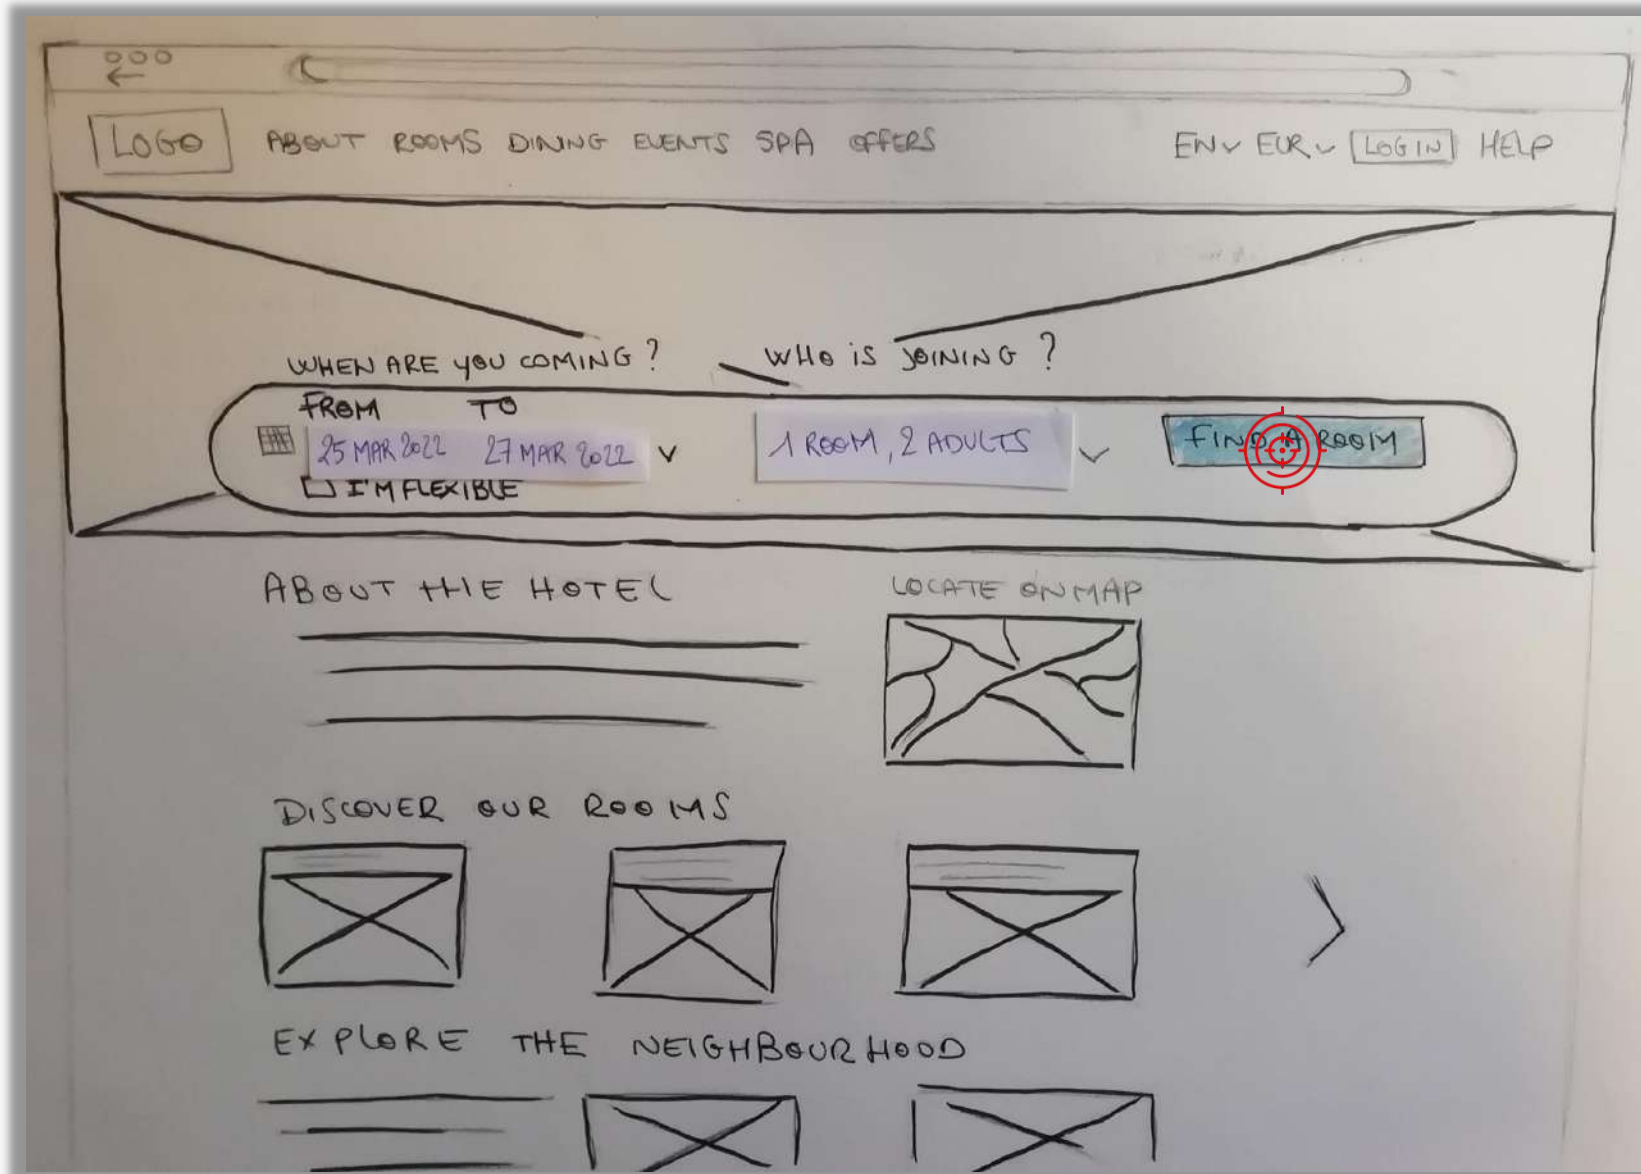 LOGO ABOUT ROOMS DINING EVENTS SPA OFFERS EN EUR LOGIN HELP
WHEN ARE YOU COMING? WHO IS JOINING?
FROM TO
25 MAR 2022 27 MAR 2022 1 ROOM, 2 ADULTS FIND A ROOM
I'M FLEXIBLE
ABOUT THE HOTEL LOCATE ON MAP
DISCOVER OUR ROOMS
EXPLORE THE NEIGHBOURHOOD